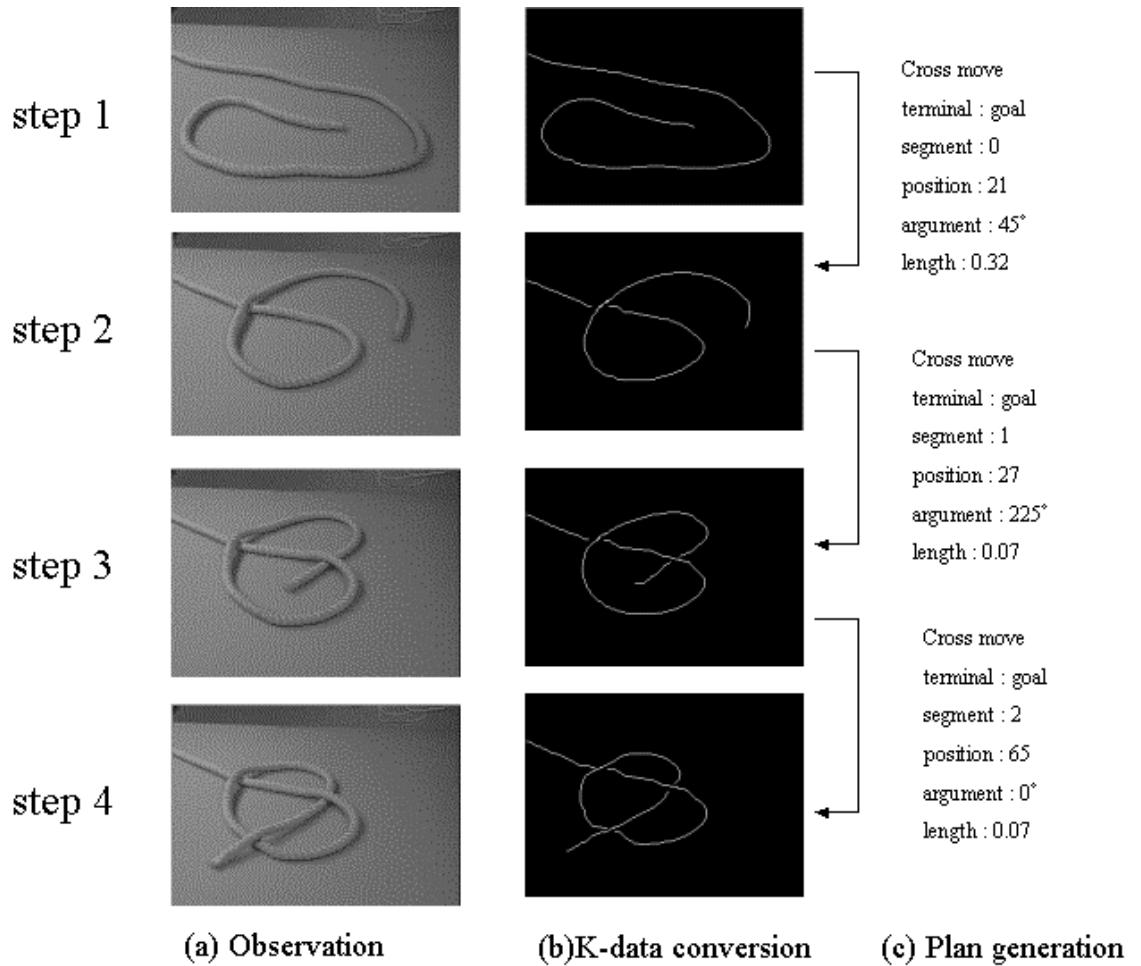 step 1
Cross move
terminal : goal
segment : 0
position : 21
argument : 45°
length : 0.32
step 2
Cross move
terminal : goal
segment : 1
position : 27
argument : 225°
length : 0.07
step 3
Cross move
terminal : goal
segment : 2
position : 65
argument : 0°
length : 0.07
step 4
(a) Observation
(b)K-data conversion
(c) Plan generation